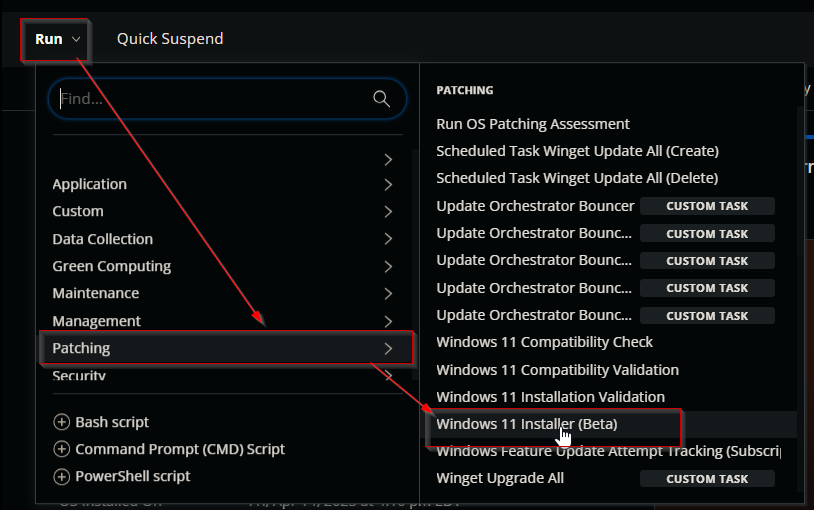 Run
Quick Suspend
Find...
Application
Custom
Data Collection
Green Computing
Maintenance
Management
Patching
Security
Bash script
Command Prompt (CMD) Script
PowerShell script
PATCHING
Run OS Patching Assessment
Scheduled Task Winget Update All (Create)
Scheduled Task Winget Update All (Delete)
Update Orchestrator Bouncer CUSTOM TASK
Update Orchestrator Bounc... CUSTOM TASK
Update Orchestrator Bounc... CUSTOM TASK
Update Orchestrator Bounc... CUSTOM TASK
Update Orchestrator Bounc... CUSTOM TASK
Windows 11 Compatibility Check
Windows 11 Compatibility Validation
Windows 11 Installation Validation
Windows 11 Installer (Beta)
Windows Feature Update Attempt Tracking (Subscrip
Winget Upgrade All CUSTOM TASK